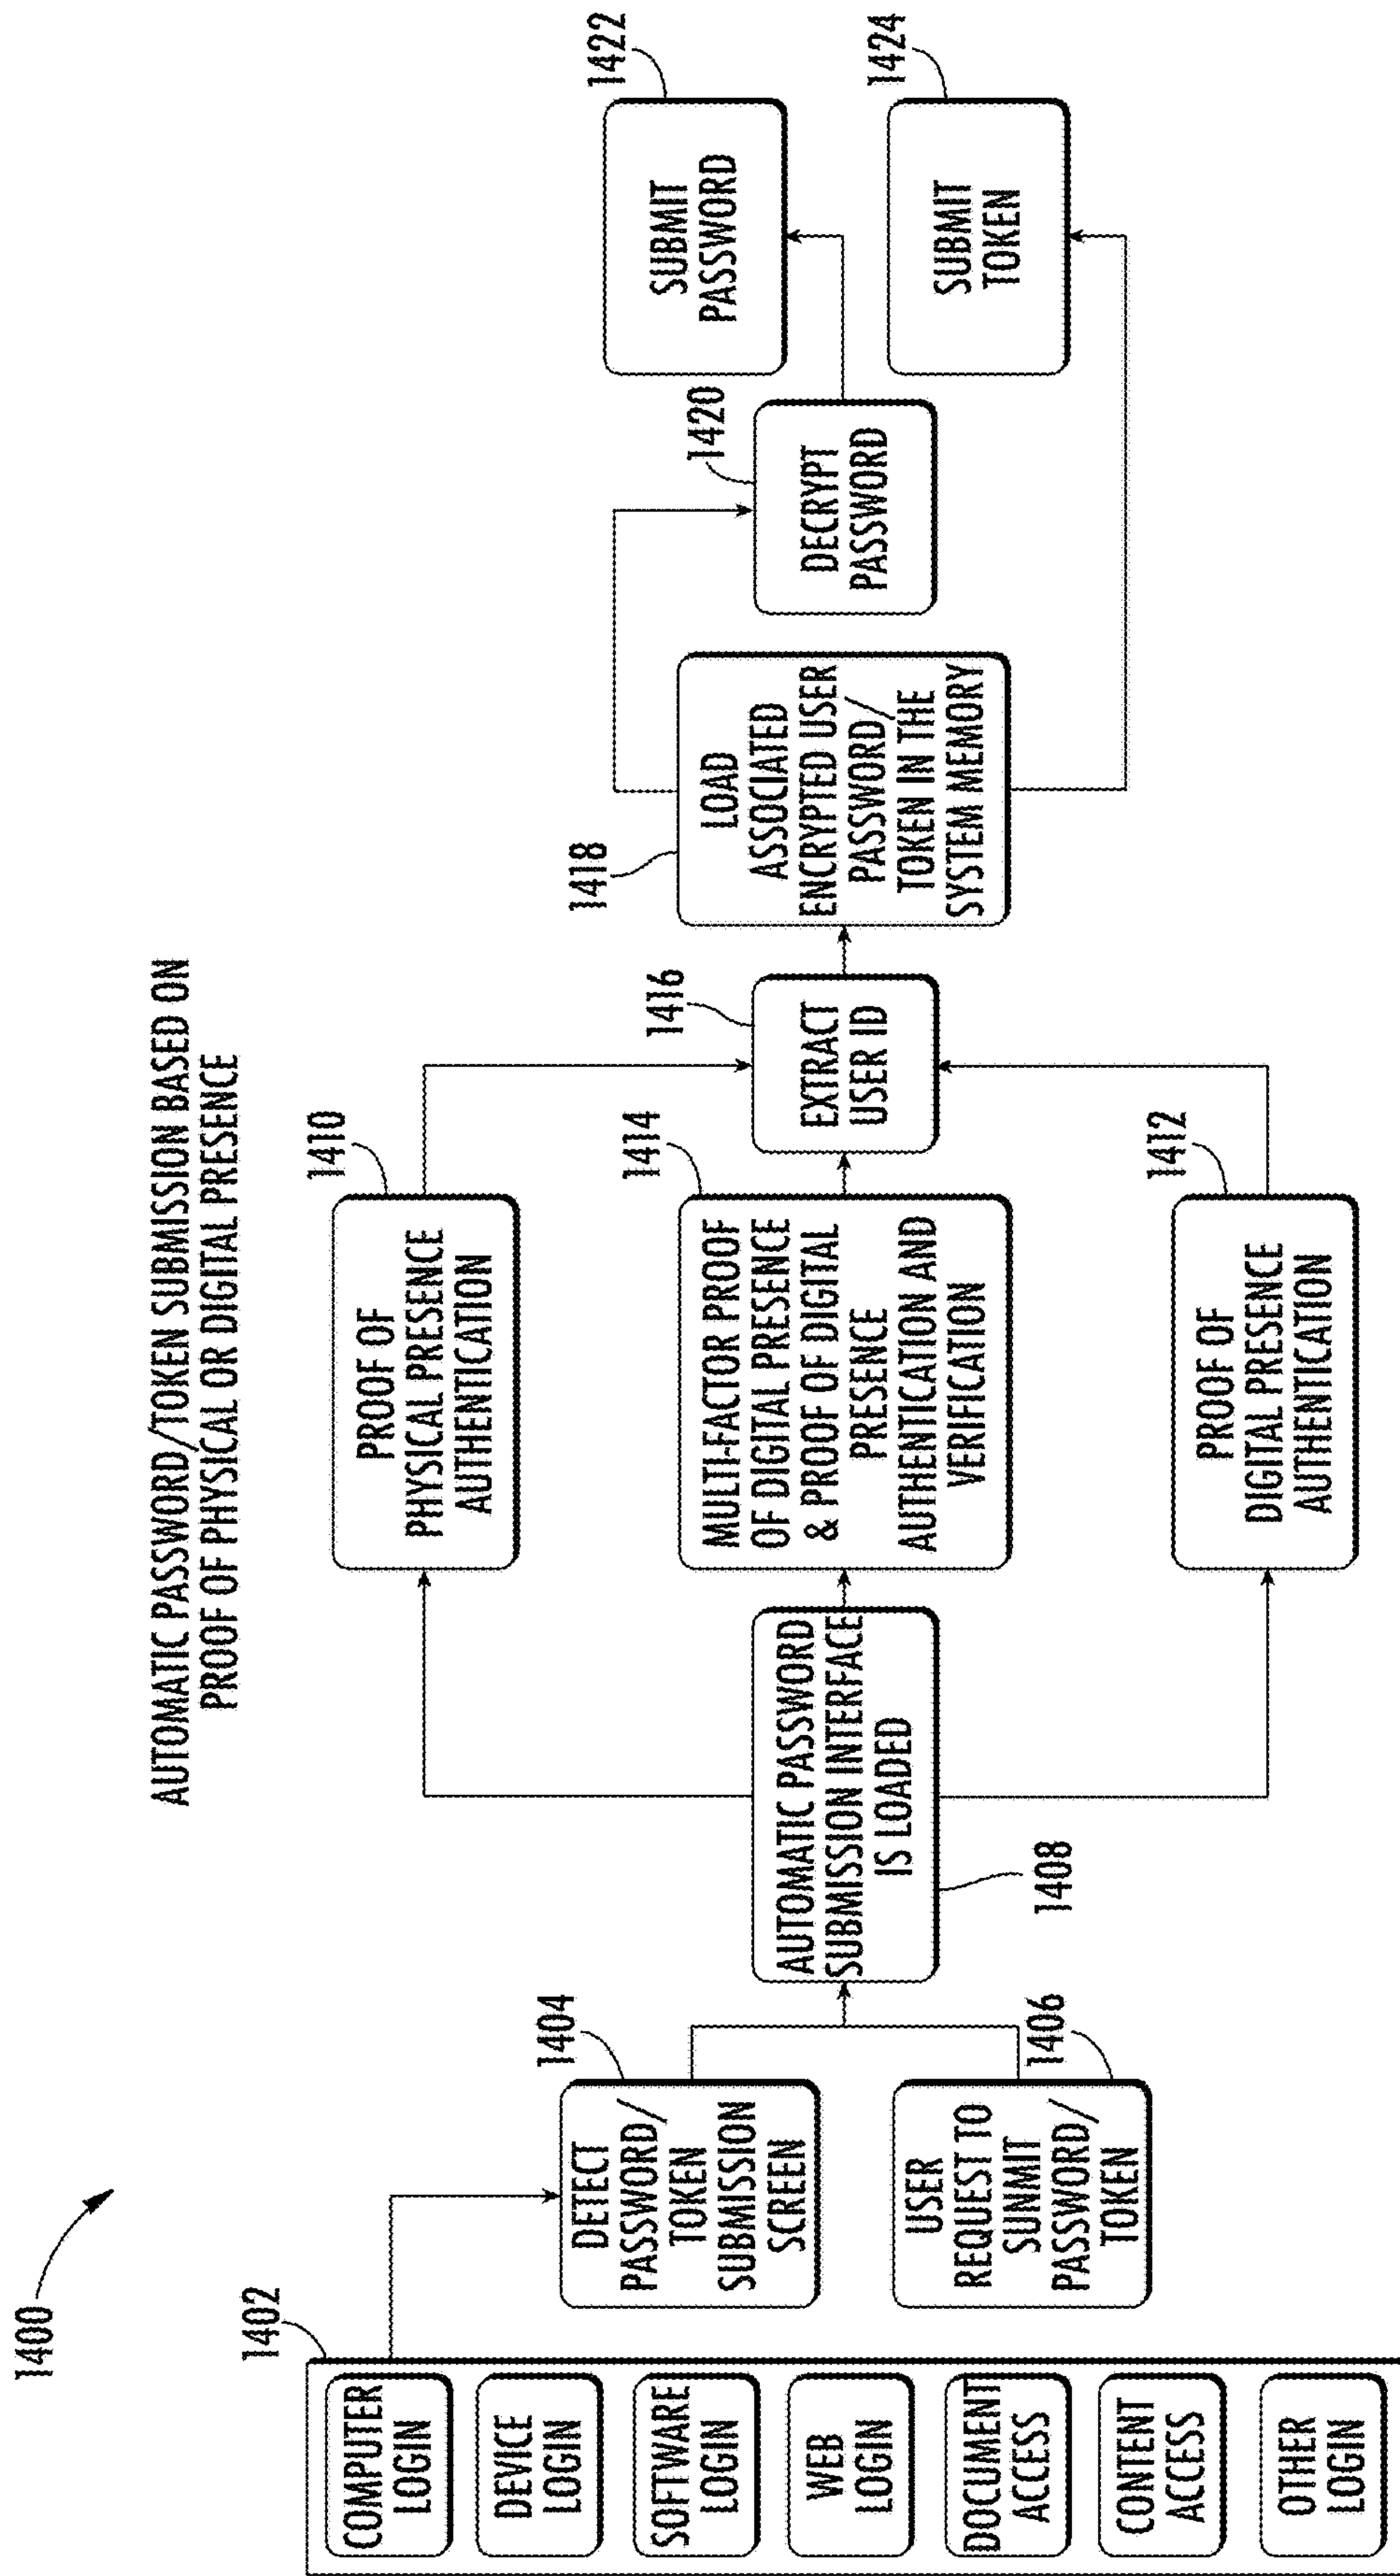 1400
AUTOMATIC PASSWORD/TOKEN SUBMISSION BASED ON
PROOF OF PHYSICAL OR DIGITAL PRESENCE
1402
COMPUTER
LOGIN
DEVICE
LOGIN
SOFTWARE
LOGIN
WEB
LOGIN
DOCUMENT
ACCESS
CONTENT
ACCESS
OTHER
LOGIN
1404
DETECT
PASSWORD/
TOKEN
SUBMISSION
SCREEN
1406
USER
REQUEST TO
SUNMIT
PASSWORD/
TOKEN
1408
AUTOMATIC PASSWORD
SUBMISSION INTERFACE
IS LOADED
1410
PROOF OF
PHYSICAL PRESENCE
AUTHENTICATION
1414
MULTI-FACTOR PROOF
OF DIGITAL PRESENCE
& PROOF OF DIGITAL
PRESENCE
AUTHENTICATION AND
VERIFICATION
1412
PROOF OF
DIGITAL PRESENCE
AUTHENTICATION
1416
EXTRACT
USER ID
1418
LOAD
ASSOCIATED
ENCRYPTED USER
PASSWORD/
TOKEN IN THE
SYSTEM MEMORY
1420
DECRYPT
PASSWORD
1422
SUBMIT
PASSWORD
1424
SUBMIT
TOKEN